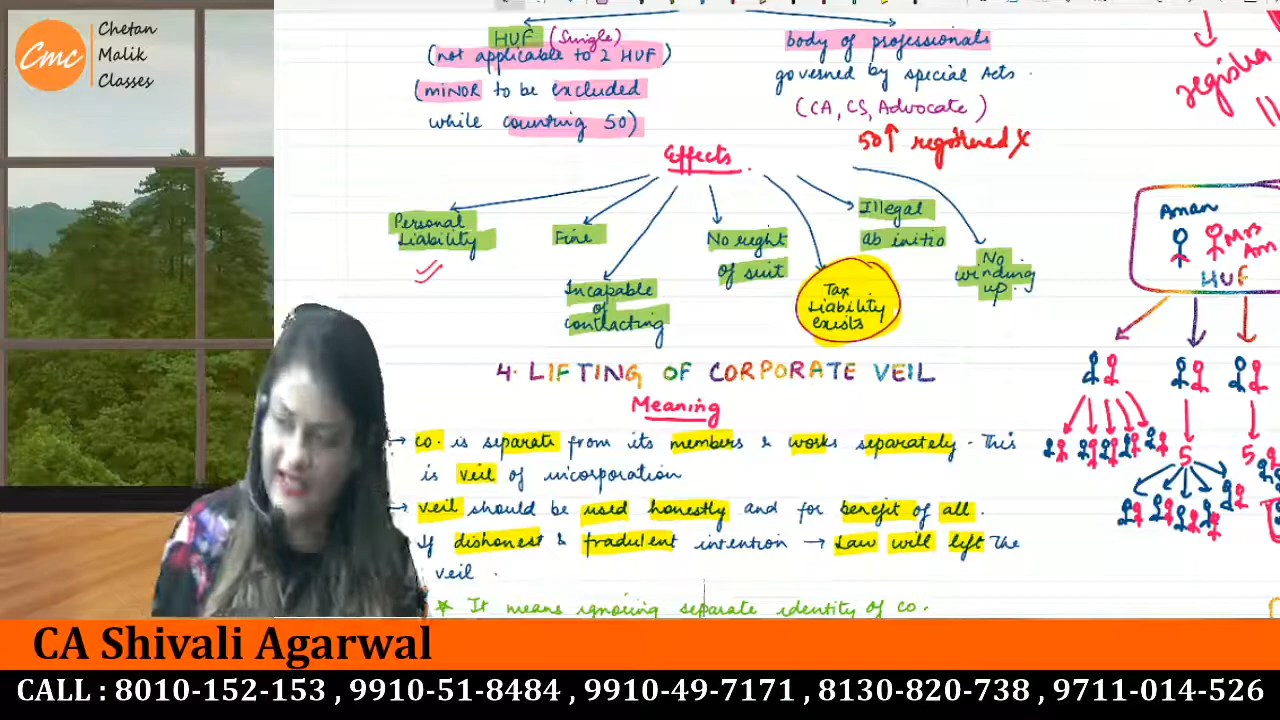 Cmc
Chetan
Malik
Classes
HUF (Single)
(not applicable to 2 HUF)
(MINOR to be excluded
while counting 50)
body of professionals
governed by special Acts.
(CA, CS, Advocate)
50↑ registered X
Effects
Personal
Liability
Fine
Incapable
of
contracting
No right
of suit
Tax
Liability
exists
Illegal
ab initio
No
winding
up.
Aman
Mrs
Am
HUF
5
5
4. LIFTING OF CORPORATE VEIL
Meaning
→ co. is separate from its members & works separately. This
is veil of incorporation
→ veil should be used honestly and for benefit of all.
If dishonest & fradulent intention → Law will lift the
veil.
* It means ignoring separate identity of co.
CA Shivali Agarwal
CALL : 8010-152-153 , 9910-51-8484 , 9910-49-7171 , 8130-820-738 , 9711-014-526